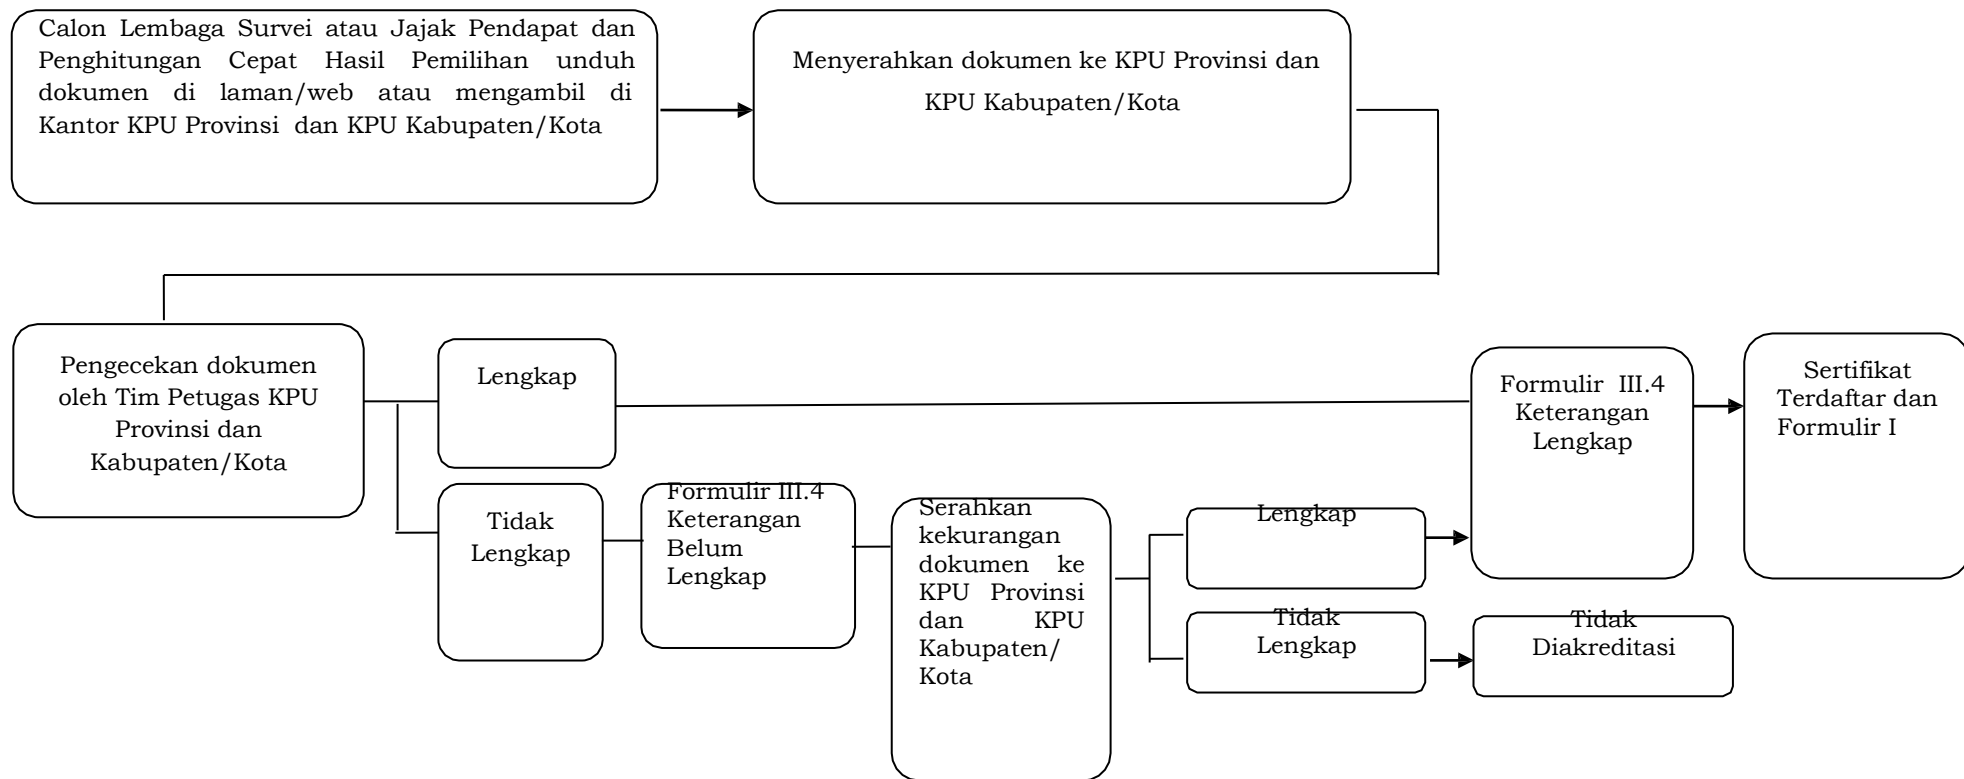 Calon Lembaga Survei atau Jajak Pendapat dan
Penghitungan Cepat Hasil Pemilihan unduh
dokumen di laman/web atau mengambil di
Kantor KPU Provinsi dan KPU Kabupaten/Kota
Menyerahkan dokumen ke KPU Provinsi dan
KPU Kabupaten/Kota
Pengecekan dokumen
oleh Tim Petugas KPU
Provinsi dan
Kabupaten/Kota
Lengkap
Tidak
Lengkap
Formulir III.4
Keterangan
Belum
Lengkap
Serahkan
kekurangan
dokumen ke
KPU Provinsi
dan KPU
Kabupaten/
Kota
Lengkap
Tidak
Lengkap
Tidak
Diakreditasi
Formulir III.4
Keterangan
Lengkap
Sertifikat
Terdaftar dan
Formulir I